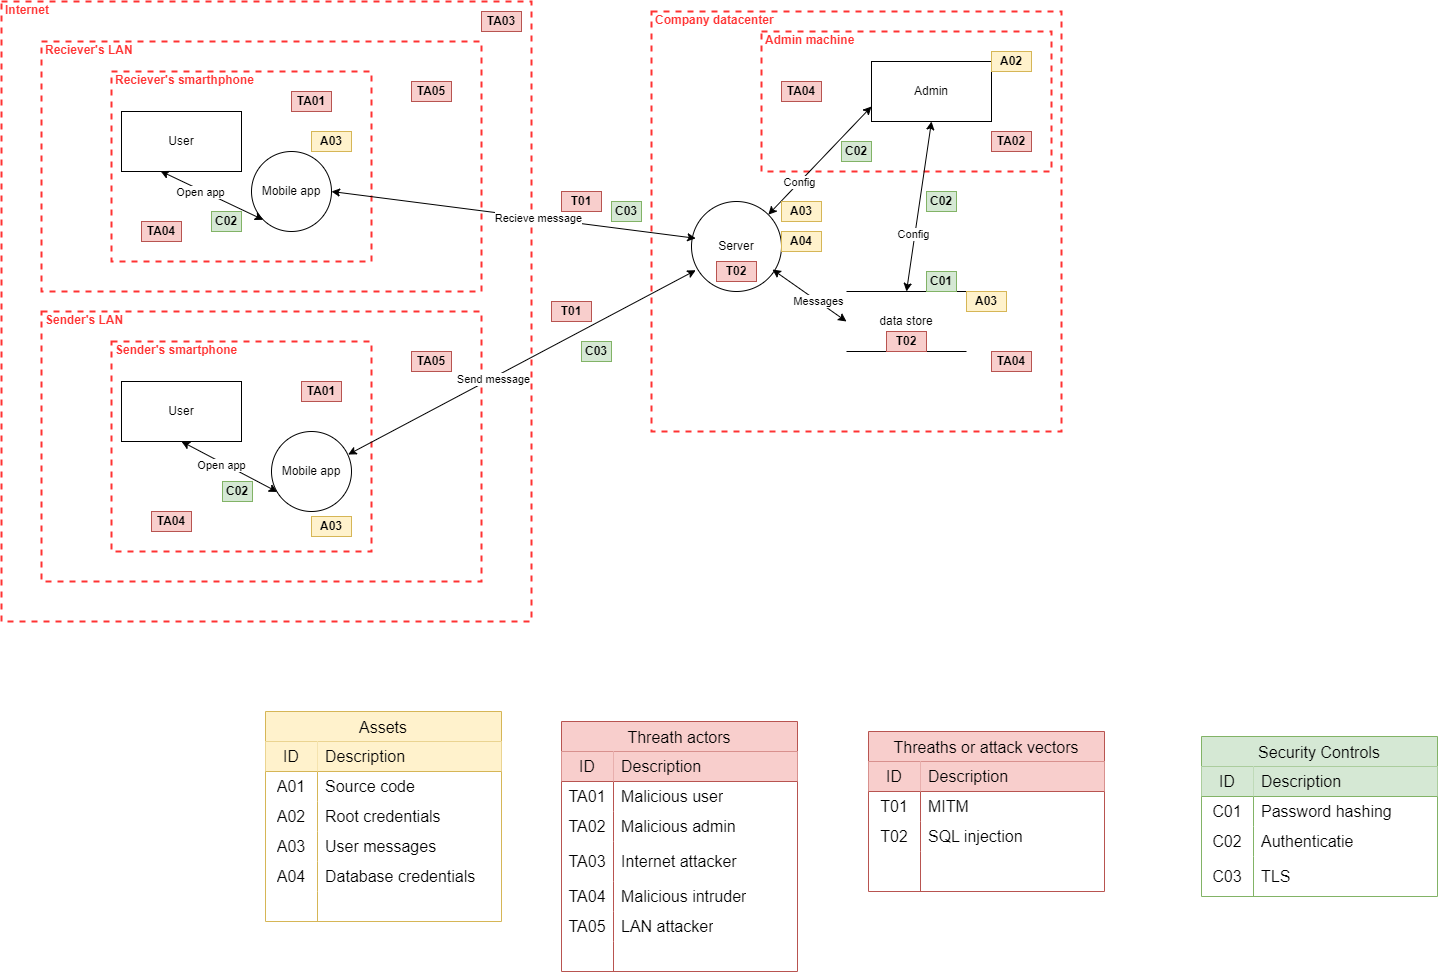 Internet
TA03
Reciever's LAN
Reciever's smarthphone
TA01
TA05
User
A03
Mobile app
Open app
C02
TA04
T01
C03
Recieve message
Company datacenter
Admin machine
A02
TA04
Admin
TA02
C02
Config
A03
C02
Server
A04
Config
T02
C01
Messages
A03
data store
T02
TA04
Sender's LAN
T01
Sender's smartphone
C03
TA05
Send message
TA01
User
Open app
Mobile app
C02
TA04
A03
Assets
ID Description
A01 Source code
A02 Root credentials
A03 User messages
A04 Database credentials
Threath actors
ID Description
TA01 Malicious user
TA02 Malicious admin
TA03 Internet attacker
TA04 Malicious intruder
TA05 LAN attacker
Threaths or attack vectors
ID Description
T01 MITM
T02 SQL injection
Security Controls
ID Description
C01 Password hashing
C02 Authenticatie
C03 TLS